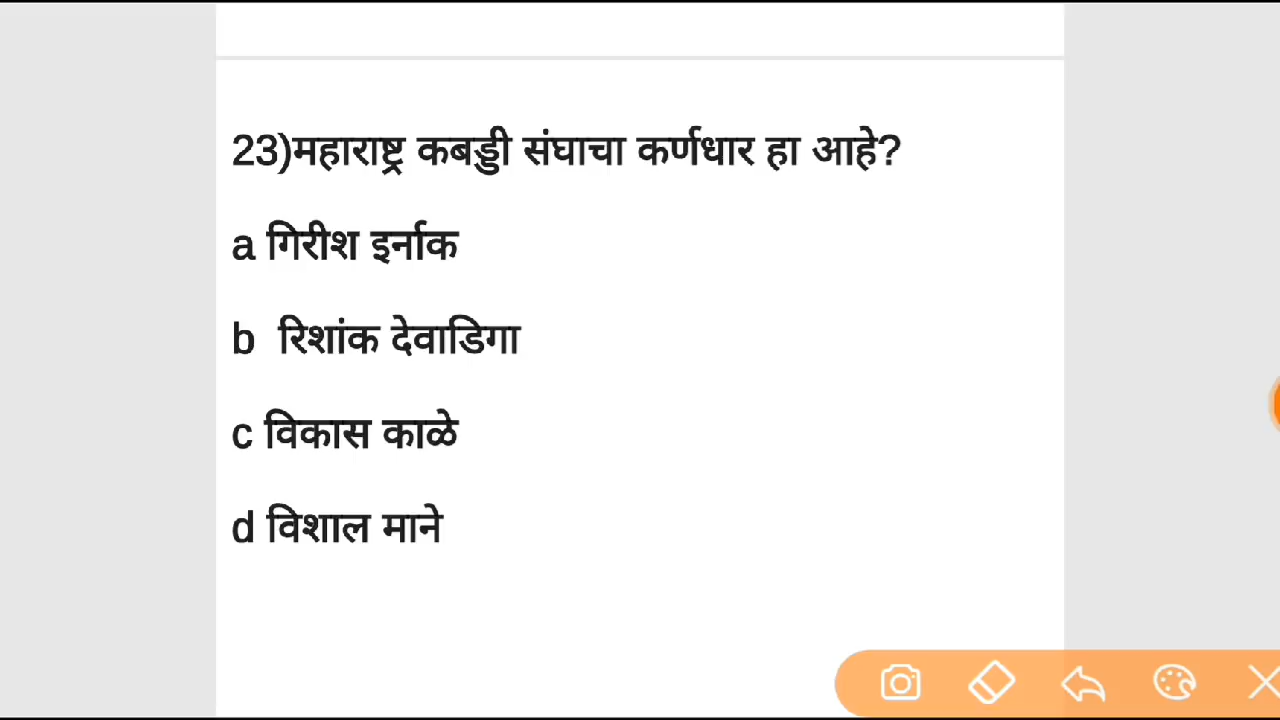 23)महाराष्ट्र कबड्डी संघाचा कर्णधार हा आहे?
a गिरीश इर्नाक
b रिशांक देवाडिगा
c विकास काळे
d विशाल माने